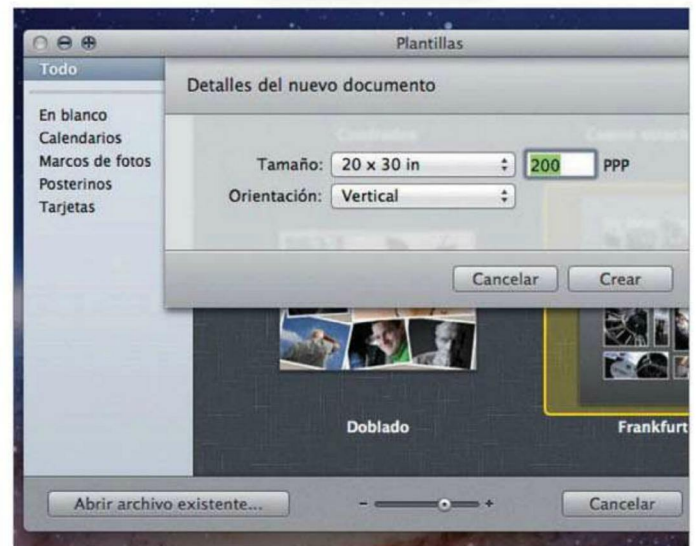 Plantillas
Todo
Detalles del nuevo documento
En blanco
Calendarios
Marcos de fotos
Posterinos
Tarjetas
Tamaño: 20 x 30 in 200 PPP
Orientación: Vertical
Cancelar Crear
Doblado Frankfurt
Abrir archivo existente... - + Cancelar